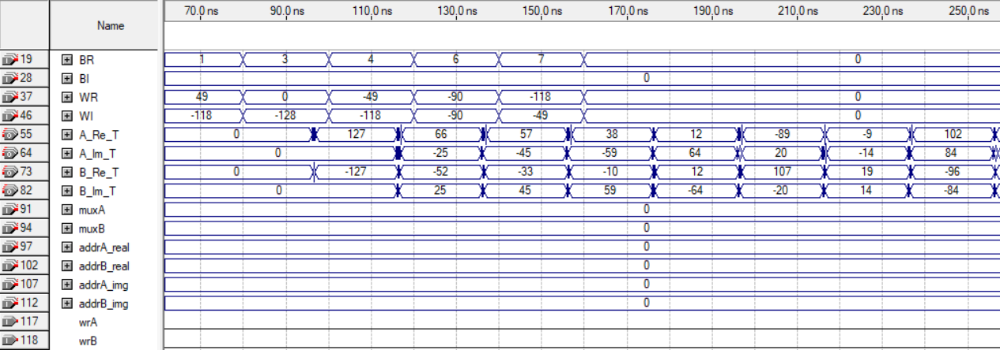 70.0 ns 90.0 ns 110.0 ns 130.0 ns 150.0 ns 170.0 ns 190.0 ns 210.0 ns 230.0 ns 250.0 ns
Name
19 BR 1 3 4 6 7 0
28 BI 0
37 WR 49 0 -49 -90 -118 0
46 WI -118 -128 -118 -90 -49 0
55 A_Re_T 0 127 66 57 38 12 -89 -9 102
64 A_Im_T 0 -25 -45 -59 64 20 -14 84
73 B_Re_T 0 -127 -52 -33 -10 12 107 19 -96
82 B_Im_T 0 25 45 59 -64 -20 14 -84
91 muxA 0
94 muxB 0
97 addrA_real 0
102 addrB_real 0
107 addrA_img 0
112 addrB_img 0
117 wrA
118 wrB